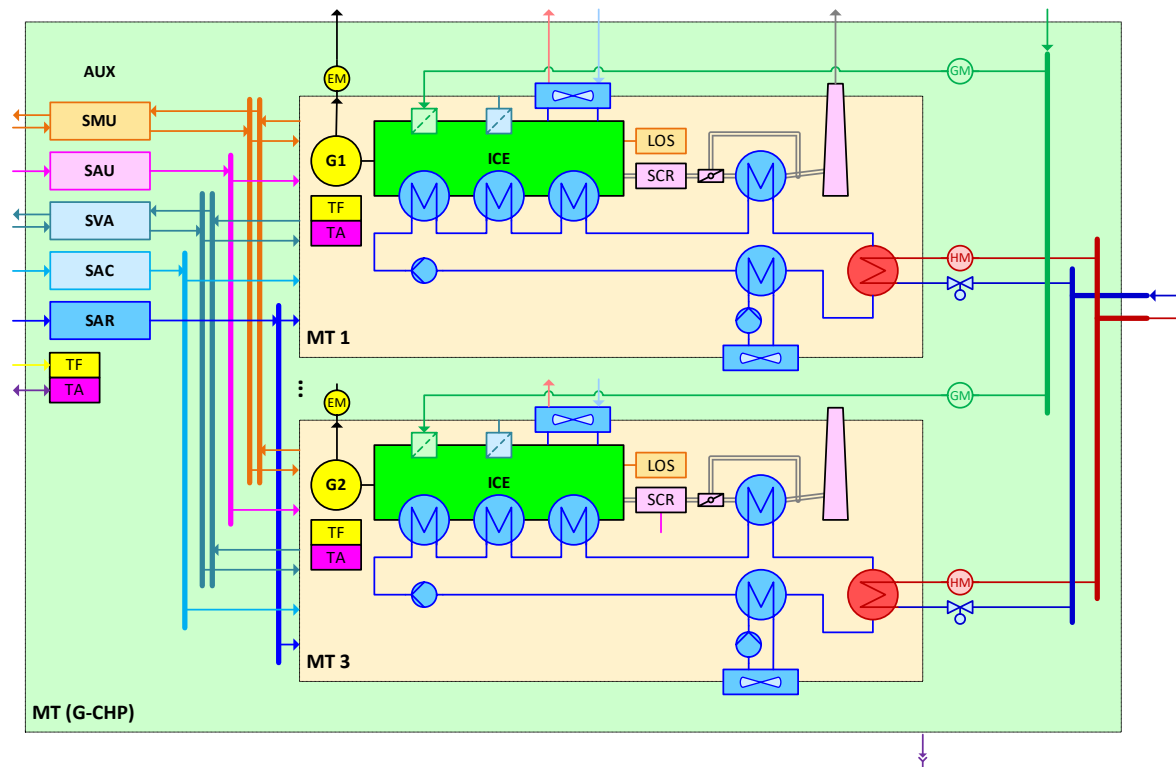 AUX
SMU
SAU
SVA
SAC
SAR
TF
TA
EM
G1
TF
TA
ICE
LOS
SCR
GM
HM
MT 1
⋮
EM
G2
TF
TA
ICE
LOS
SCR
GM
HM
MT 3
MT (G-CHP)